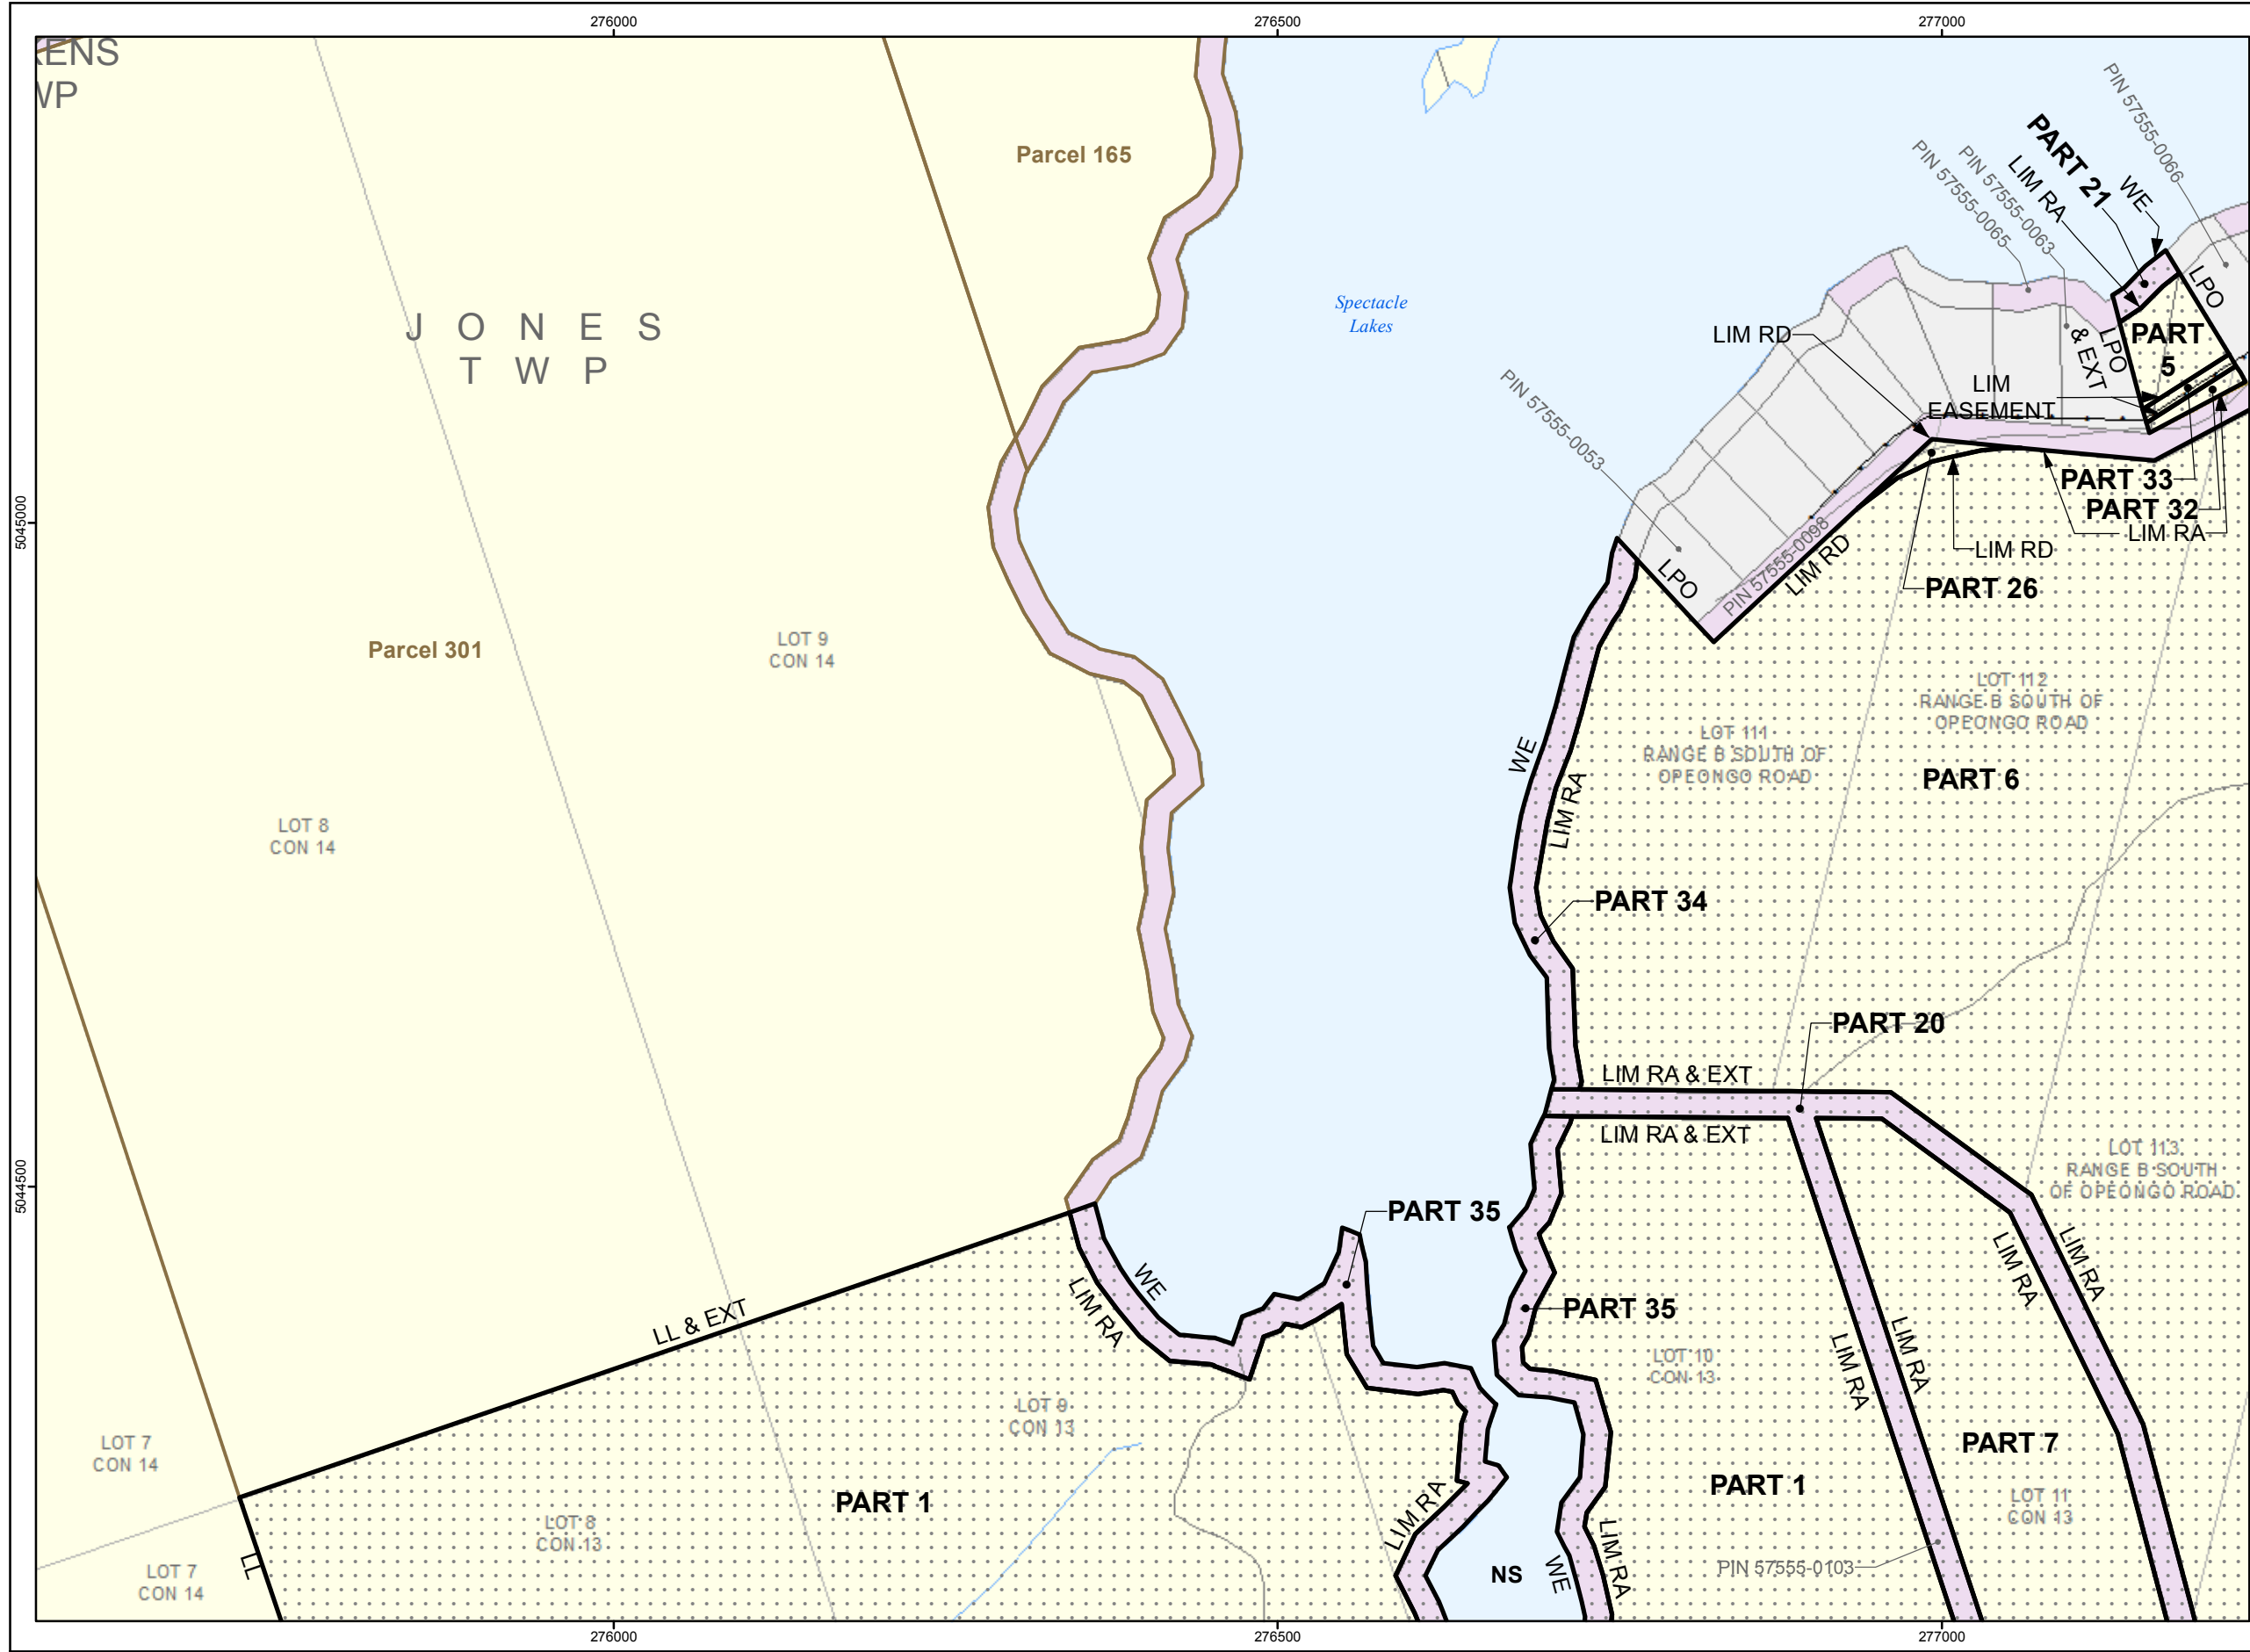 276000
276500
277000
KENS
WP
PIN 57555-0066
PART 21
WE
LIM RA
PIN 57555-0063
PIN 57555-0065
Parcel 165
LPO
Spectacle
Lakes
J O N E S
T W P
LIM RD
PART
5
LPO
& EXT
LIM
EASEMENT
PIN 57555-0053
PART 33
PART 32
LIM RA
LIM RD
5045000
PIN 57555-0098
LIM RD
LPO
PART 26
Parcel 301
LOT 9
CON 14
LOT 112
RANGE B SOUTH OF
OPEONGO ROAD
LOT 111
RANGE B SOUTH OF
OPEONGO ROAD
PART 6
WE
LIM RA
LOT 8
CON 14
PART 34
PART 20
LIM RA & EXT
LIM RA & EXT
LOT 113
RANGE B SOUTH
OF OPEONGO ROAD
5044500
PART 35
WE
LIM RA
LIM RA
LIM RA
LL & EXT
PART 35
LIM RA
LIM RA
LOT 10
CON 13
LOT 9
CON 13
LOT 7
CON 14
PART 7
PART 1
PART 1
LIM RA
LOT 11
CON 13
LOT 8
CON 13
LL
LOT 7
CON 14
NS
WE
LIM RA
PIN 57555-0103
276000
276500
277000